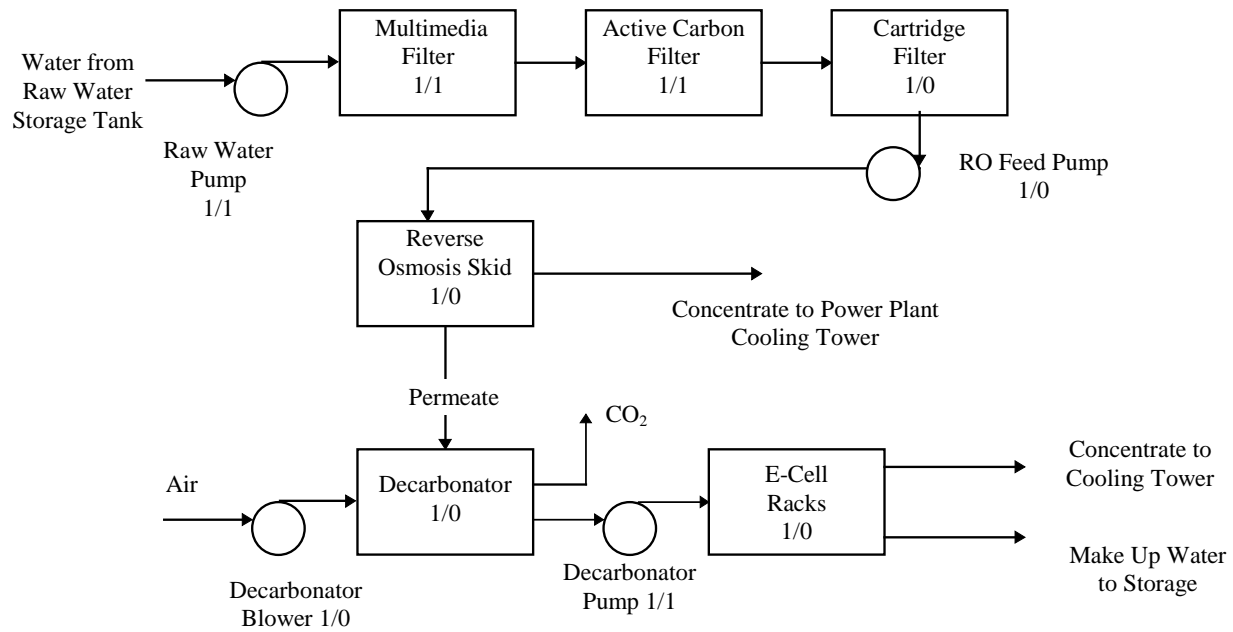 Water from
Raw Water
Storage Tank
Raw Water
Pump
1/1
Multimedia
Filter
1/1
Active Carbon
Filter
1/1
Cartridge
Filter
1/0
RO Feed Pump
1/0
Reverse
Osmosis Skid
1/0
Concentrate to Power Plant
Cooling Tower
Permeate
CO₂
Air
Decarbonator
Blower 1/0
Decarbonator
1/0
Decarbonator
Pump 1/1
E-Cell
Racks
1/0
Concentrate to
Cooling Tower
Make Up Water
to Storage